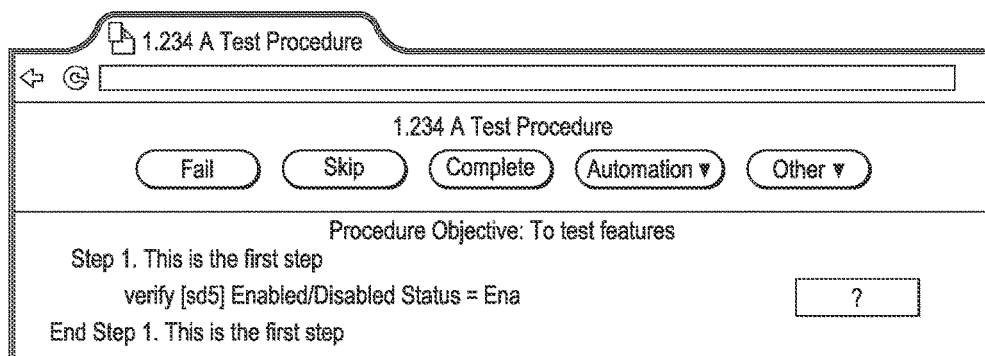 1.234 A Test Procedure
1.234 A Test Procedure
Fail Skip Complete Automation ▼ Other ▼
Procedure Objective: To test features
Step 1. This is the first step
verify [sd5] Enabled/Disabled Status = Ena ?
End Step 1. This is the first step